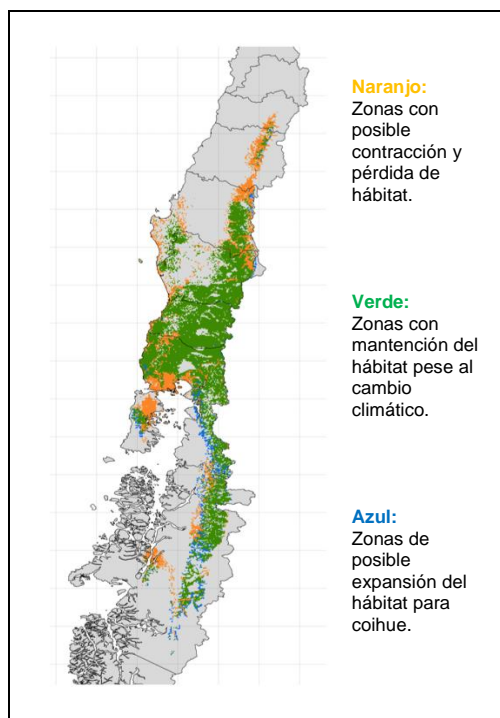 Naranjo:
Zonas con
posible
contracción y
pérdida de
hábitat.
Verde:
Zonas con
mantención del
hábitat pese al
cambio
climático.
Azul:
Zonas de
posible
expansión del
hábitat para
coihue.